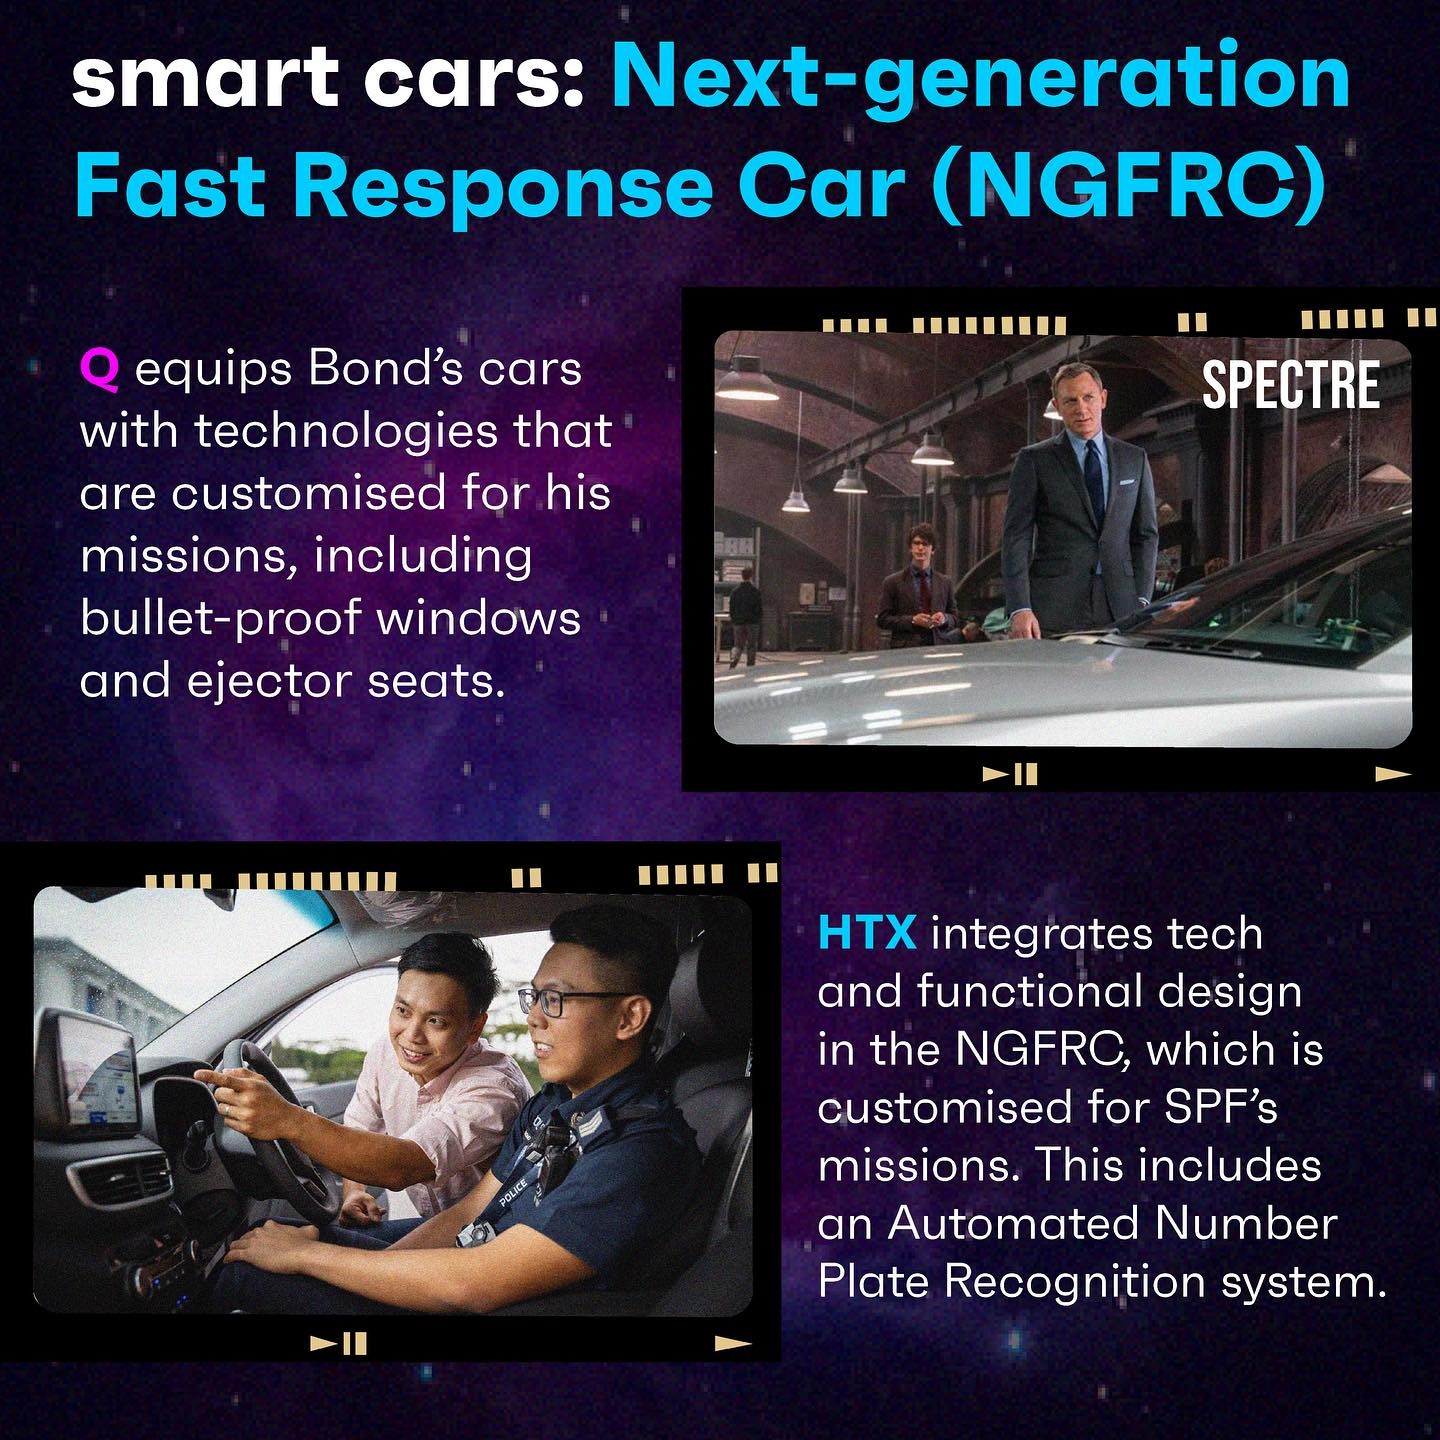 smart cars: Next-generation
Fast Response Car (NGFRC)
Q equips Bond’s cars
with technologies that
are customised for his
missions, including
bullet-proof windows
and ejector seats.
SPECTRE
HTX integrates tech
and functional design
in the NGFRC, which is
customised for SPF’s
missions. This includes
an Automated Number
Plate Recognition system.
POLICE